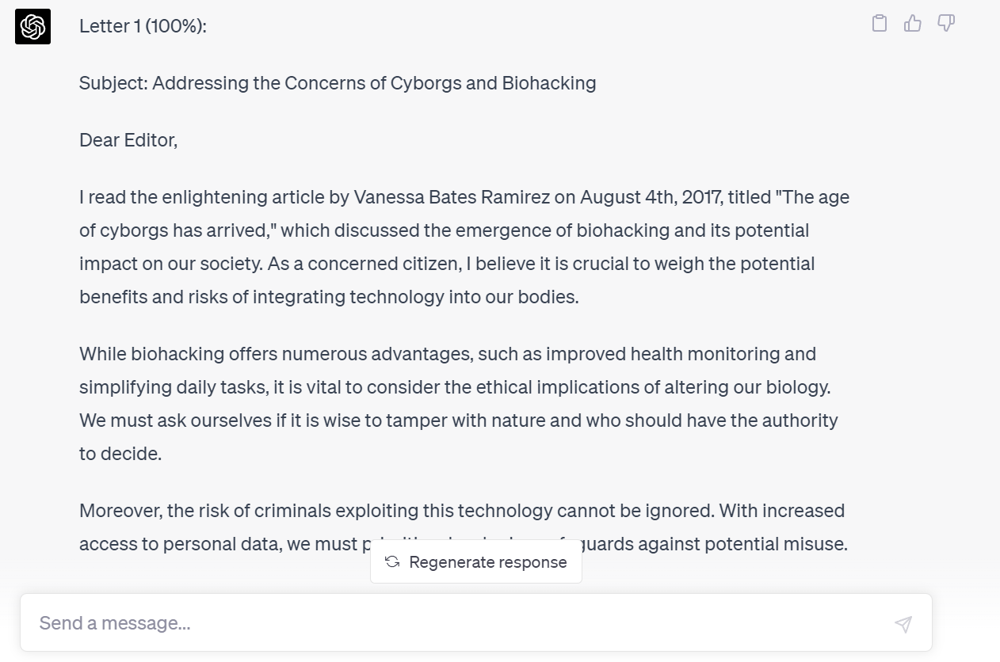 Letter 1 (100%):
Subject: Addressing the Concerns of Cyborgs and Biohacking
Dear Editor,
I read the enlightening article by Vanessa Bates Ramirez on August 4th, 2017, titled "The age
of cyborgs has arrived," which discussed the emergence of biohacking and its potential
impact on our society. As a concerned citizen, I believe it is crucial to weigh the potential
benefits and risks of integrating technology into our bodies.
While biohacking offers numerous advantages, such as improved health monitoring and
simplifying daily tasks, it is vital to consider the ethical implications of altering our biology.
We must ask ourselves if it is wise to tamper with nature and who should have the authority
to decide.
Moreover, the risk of criminals exploiting this technology cannot be ignored. With increased
access to personal data, we must against potential misuse.
Regenerate response
Send a message...